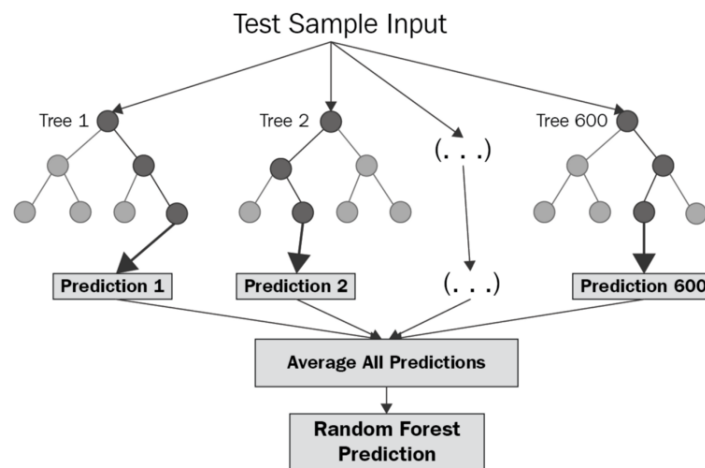 Test Sample Input
Tree 1
Tree 2
(. . .)
Tree 600
Prediction 1
Prediction 2
(. . .)
Prediction 600
Average All Predictions
Random Forest
Prediction